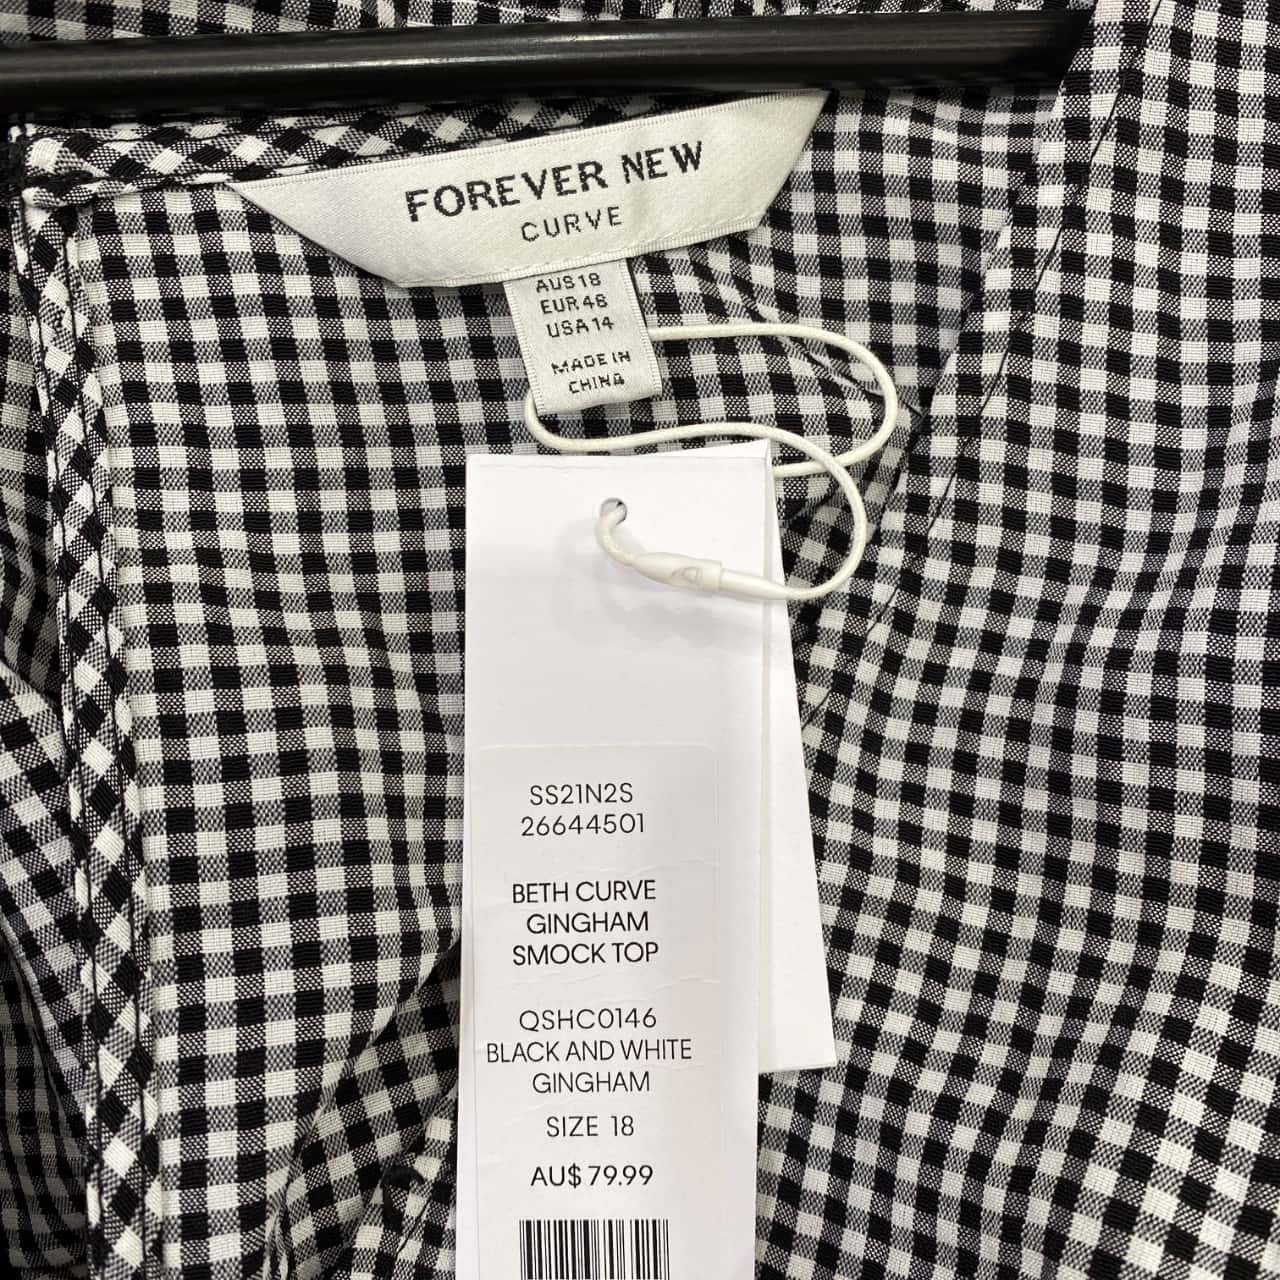 FOREVER NEW
CURVE
AUS 18
EUR 46
USA 14
MADE IN
CHINA
SS21N2S
26644501
BETH CURVE
GINGHAM
SMOCK TOP
QSHC0146
BLACK AND WHITE
GINGHAM
SIZE 18
AU$ 79.99